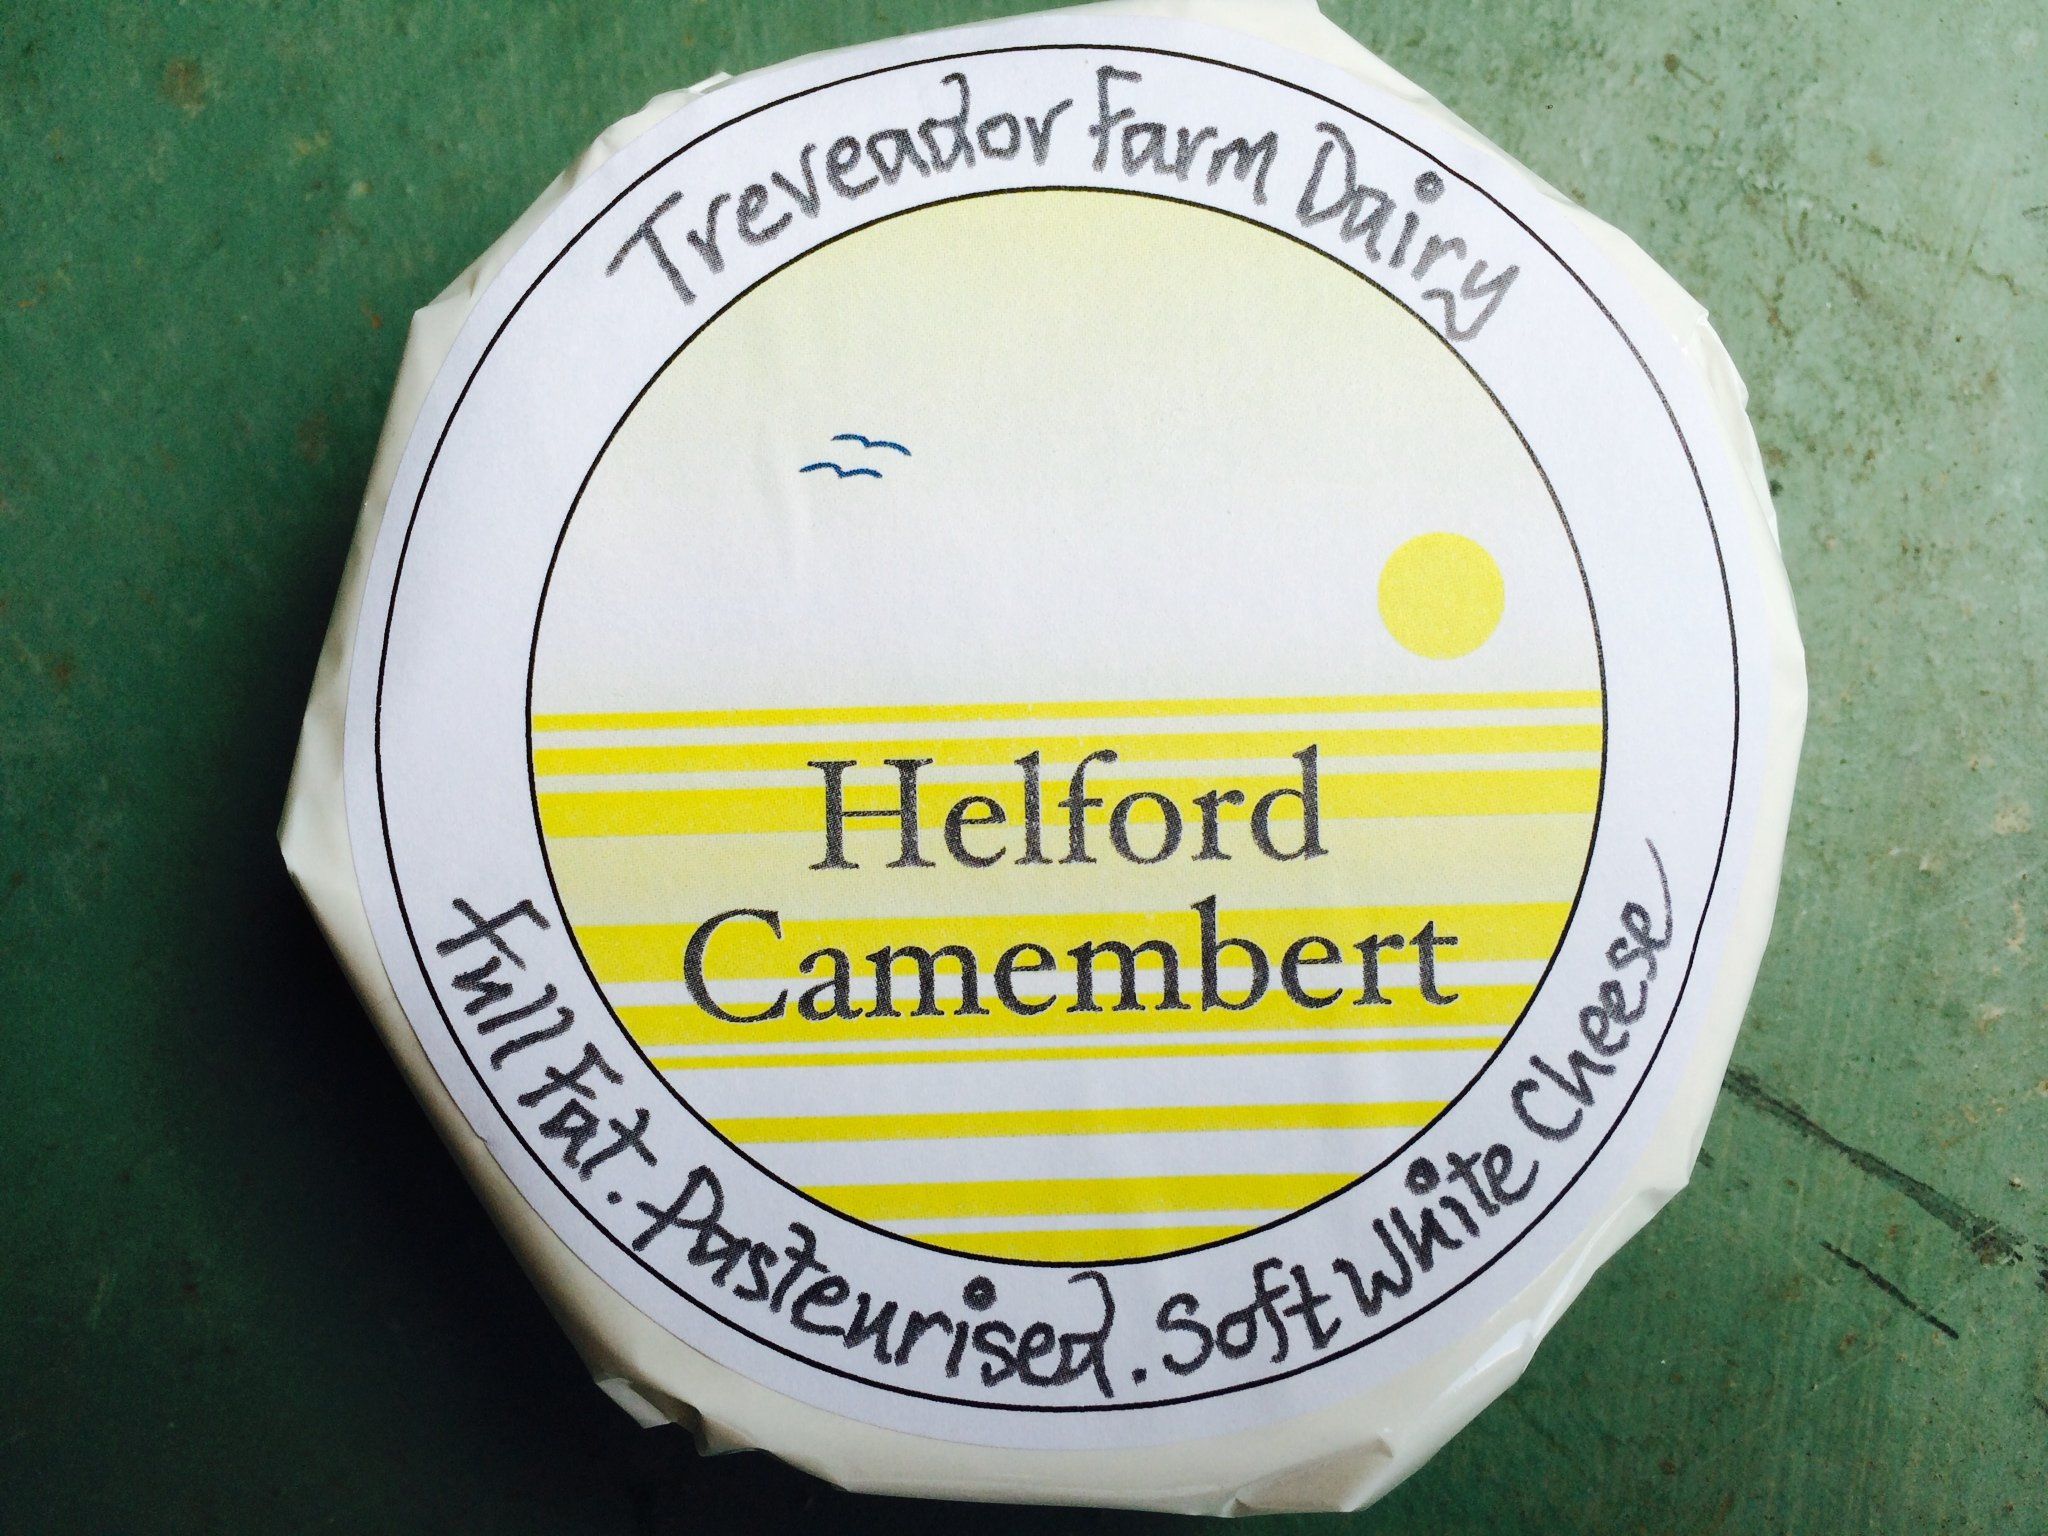 Treveador Farm Dairy
Helford
Camembert
Full Fat. Pasteurised. Soft White Cheese